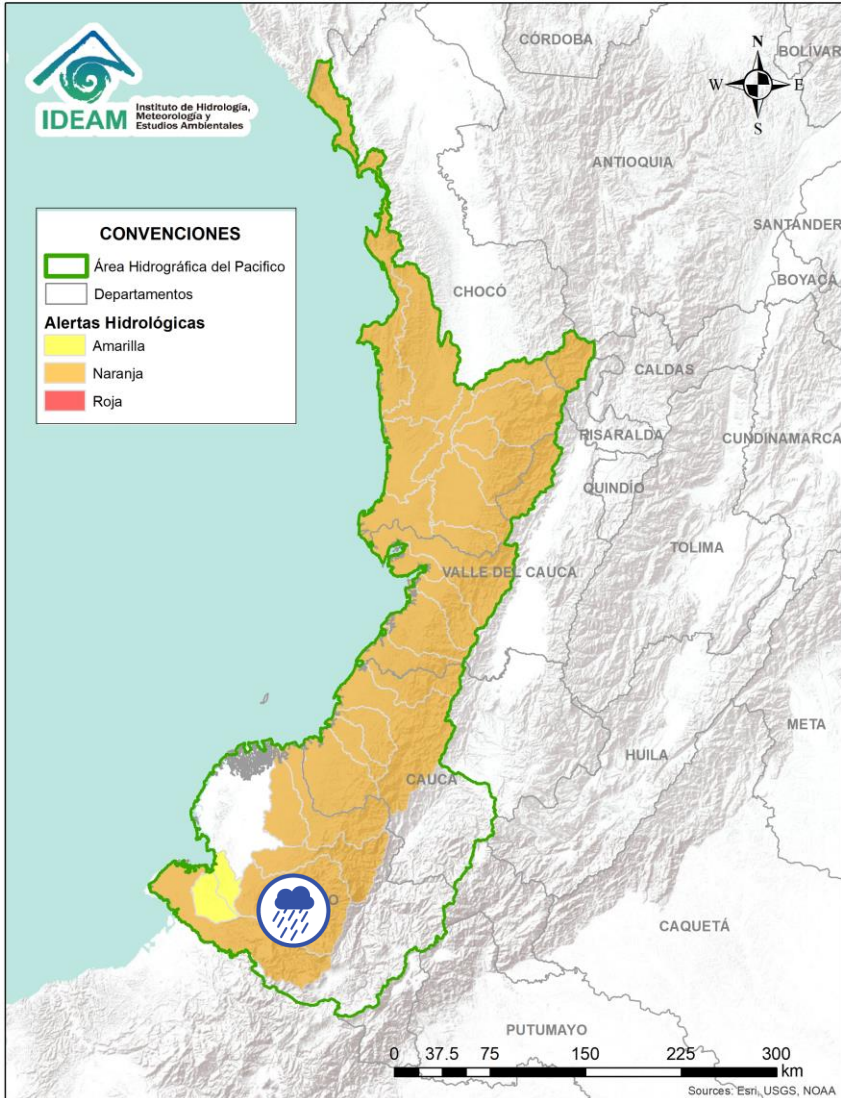 IDEAM
Instituto de Hidrología,
Meteorología y
Estudios Ambientales
CÓRDOBA
BOLÍVAR
N
W
E
S
ANTIOQUIA
SANTANDER
BOYACÁ
CONVENCIONES
Área Hidrográfica del Pacifico
Departamentos
Alertas Hidrológicas
Amarilla
Naranja
Roja
CHOCÓ
CALDAS
RISARALDA
CUNDINAMARCA
QUINDÍO
TOLIMA
VALLE DEL CAUCA
META
HUILA
CAUCA
CAQUETÁ
PUTUMAYO
0 37.5 75 150 225 300
km
Sources: Esri, USGS, NOAA